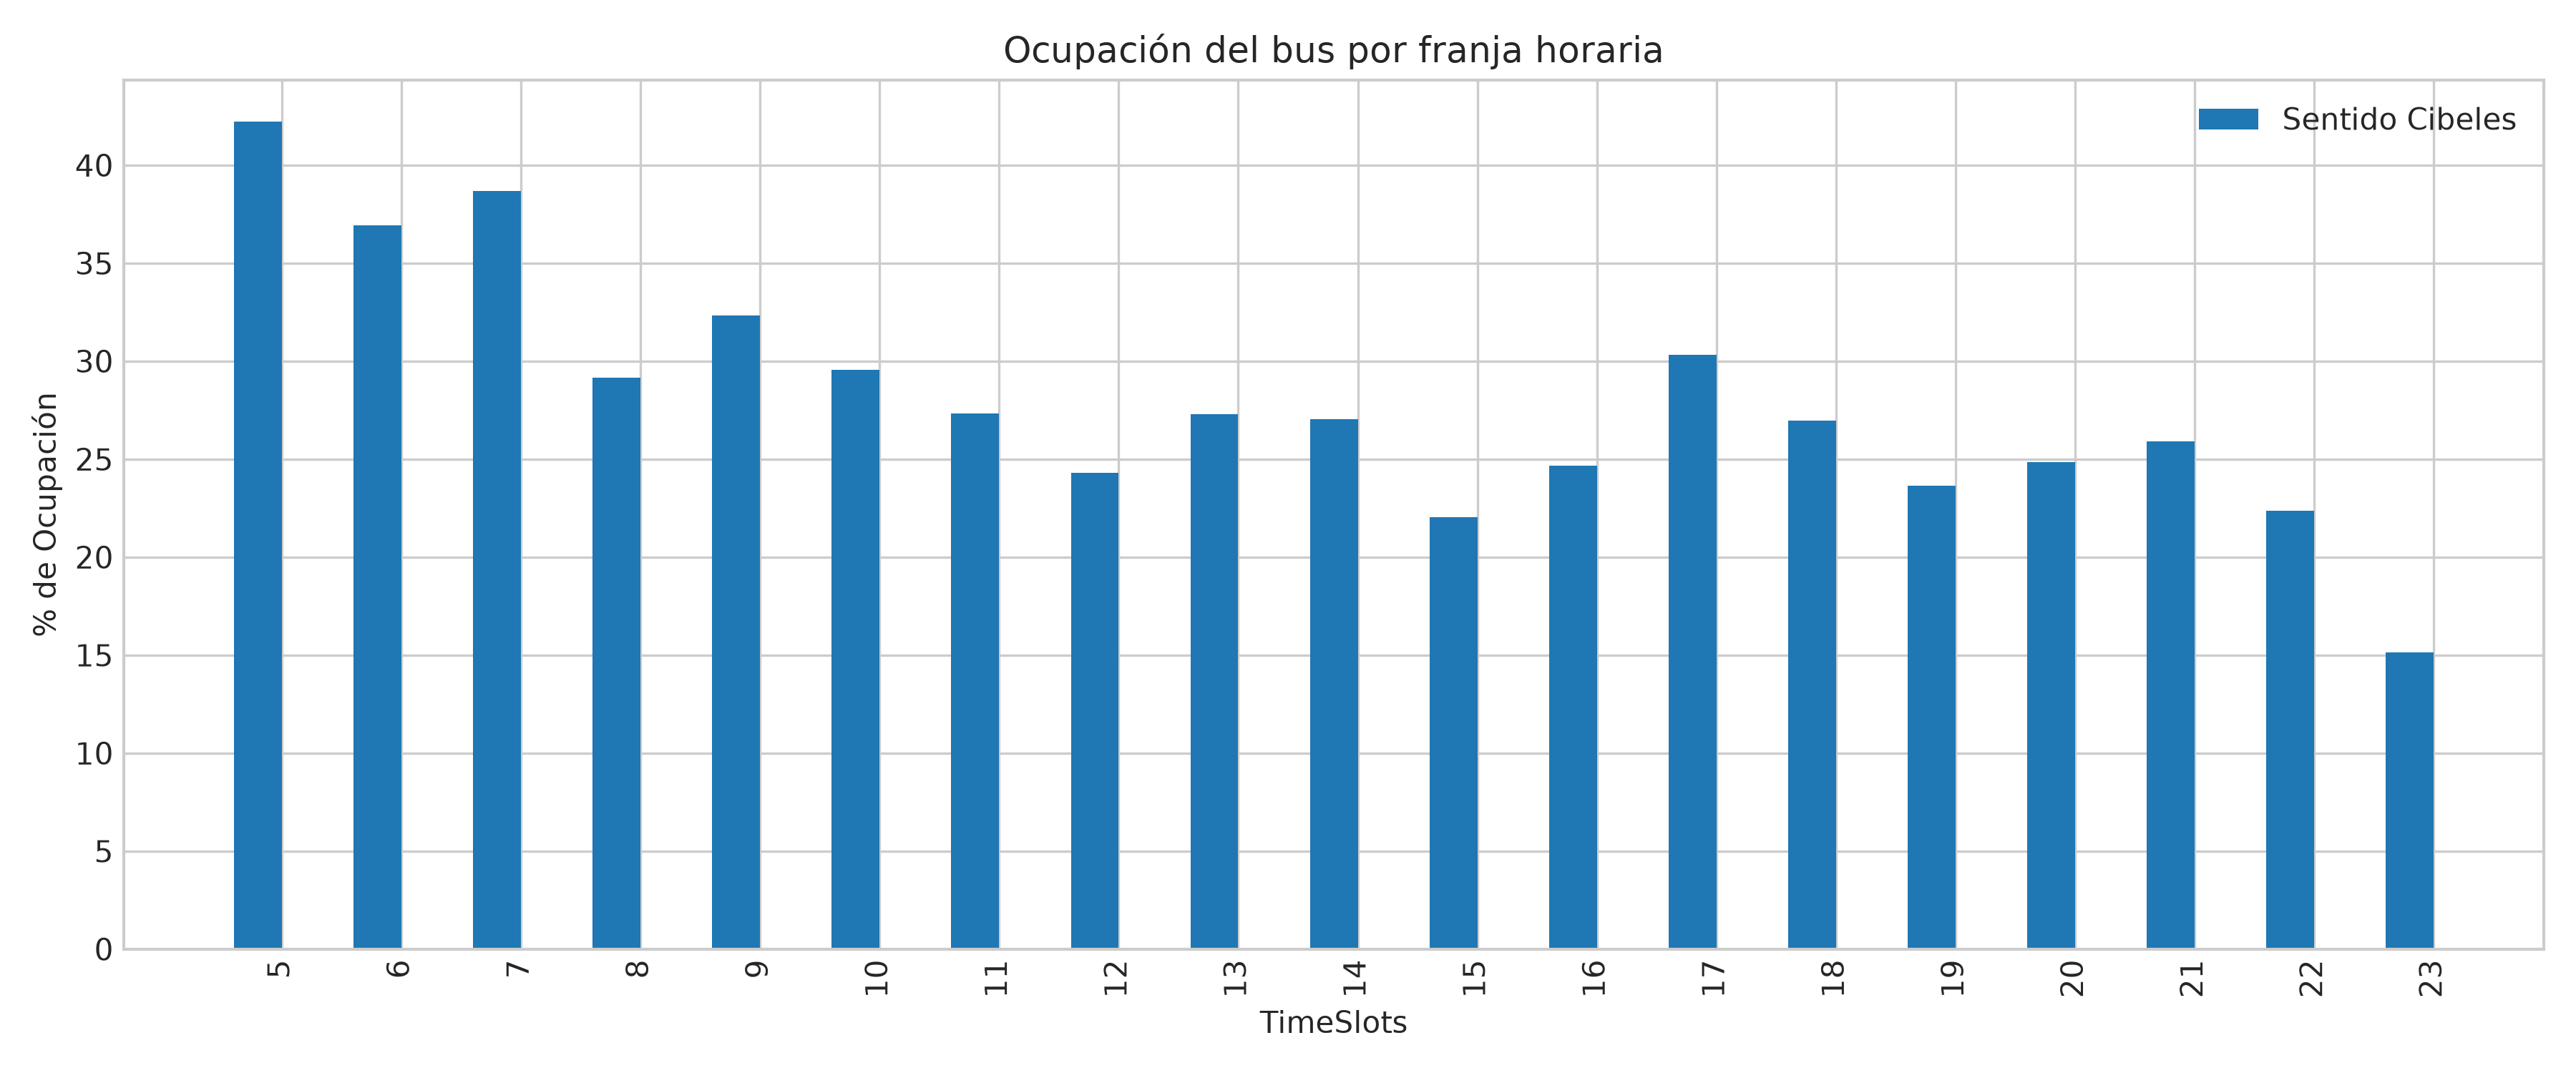 Ocupación del bus por franja horaria
Sentido Cibeles
% de Ocupación
40
35
30
25
20
15
10
5
0
5 6 7 8 9 10 11 12 13 14 15 16 17 18 19 20 21 22 23
TimeSlots